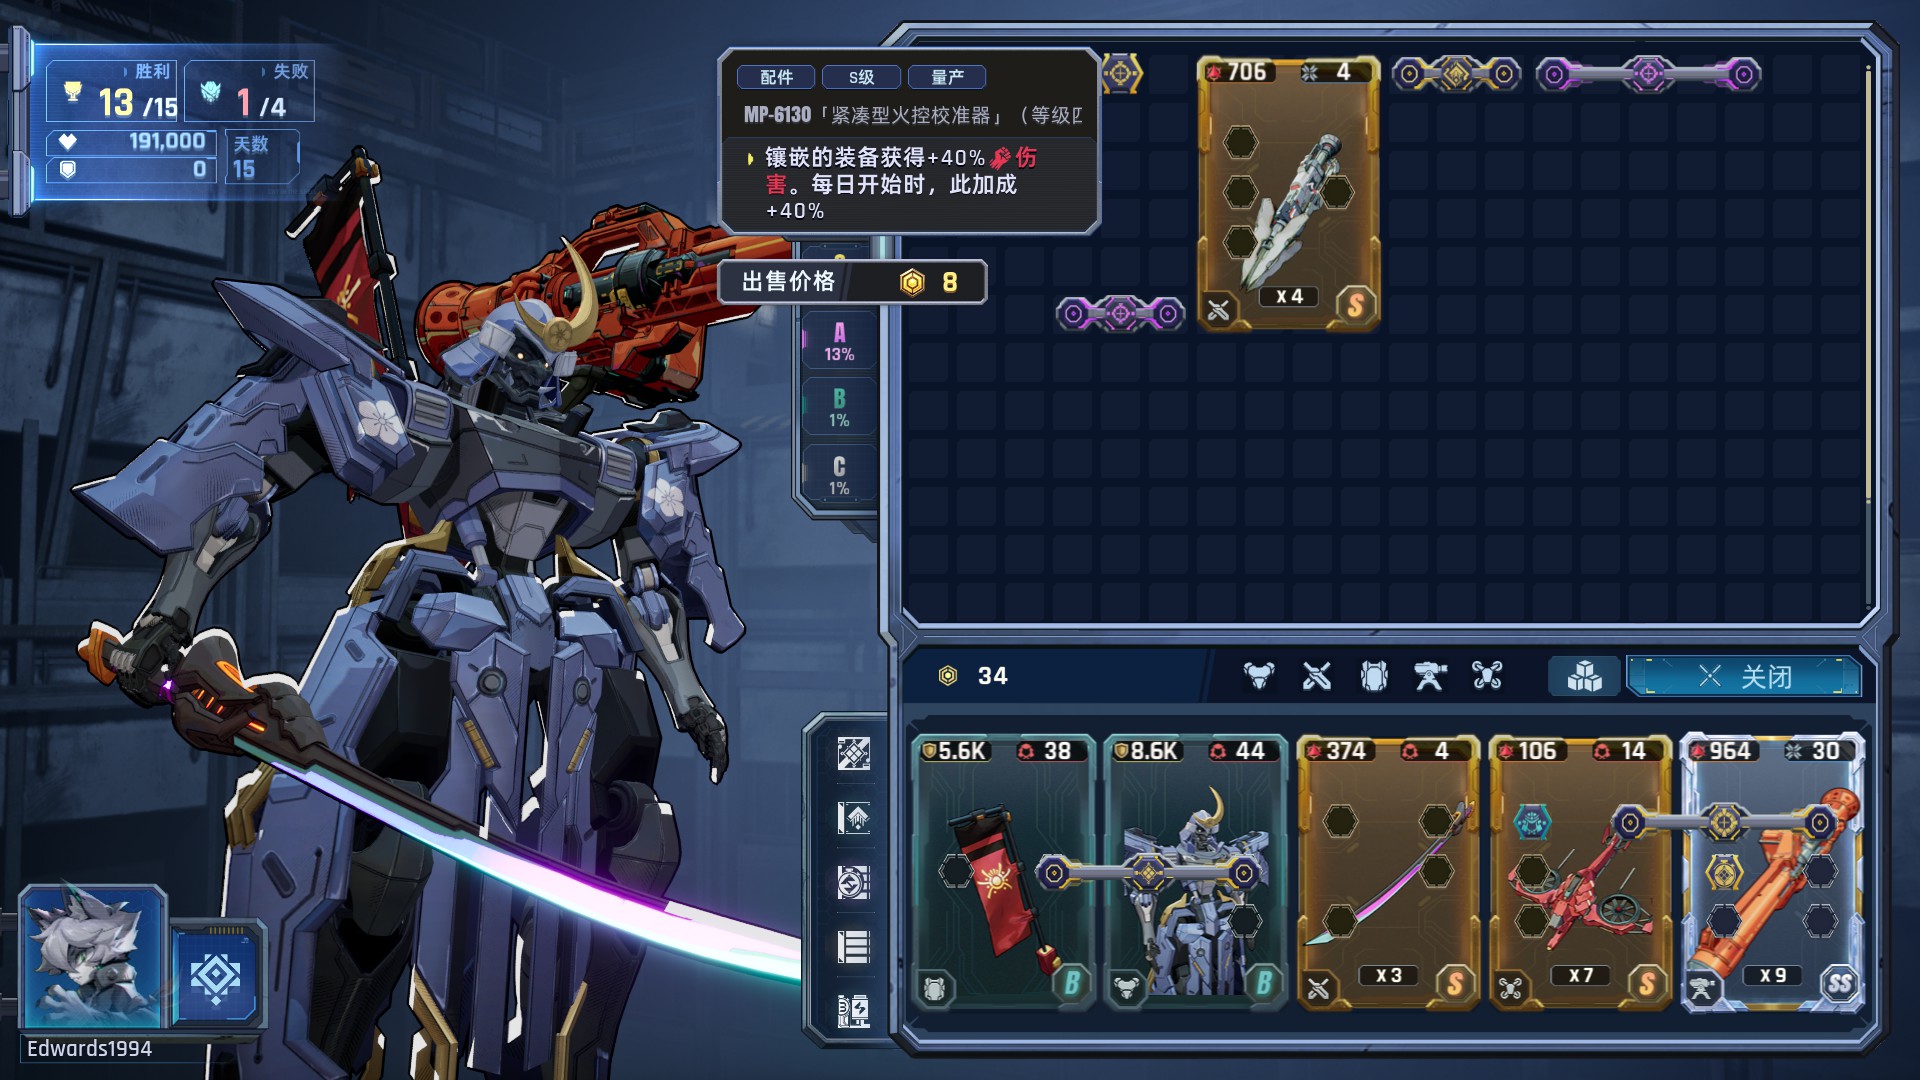 胜利
13 /15
失败
1 /4
191,000
0
天数
15
配件
S级
量产
MP-6130「紧凑型火控校准器」（等级
镶嵌的装备获得+40%伤
害。每日开始时，此加成
+40%
出售价格
8
A
13%
B
1%
C
1%
706
4
x4
S
34
关闭
5.6K
38
B
8.6K
44
B
374
4
x3
S
106
14
x7
S
964
30
x9
SS
Edwards1994